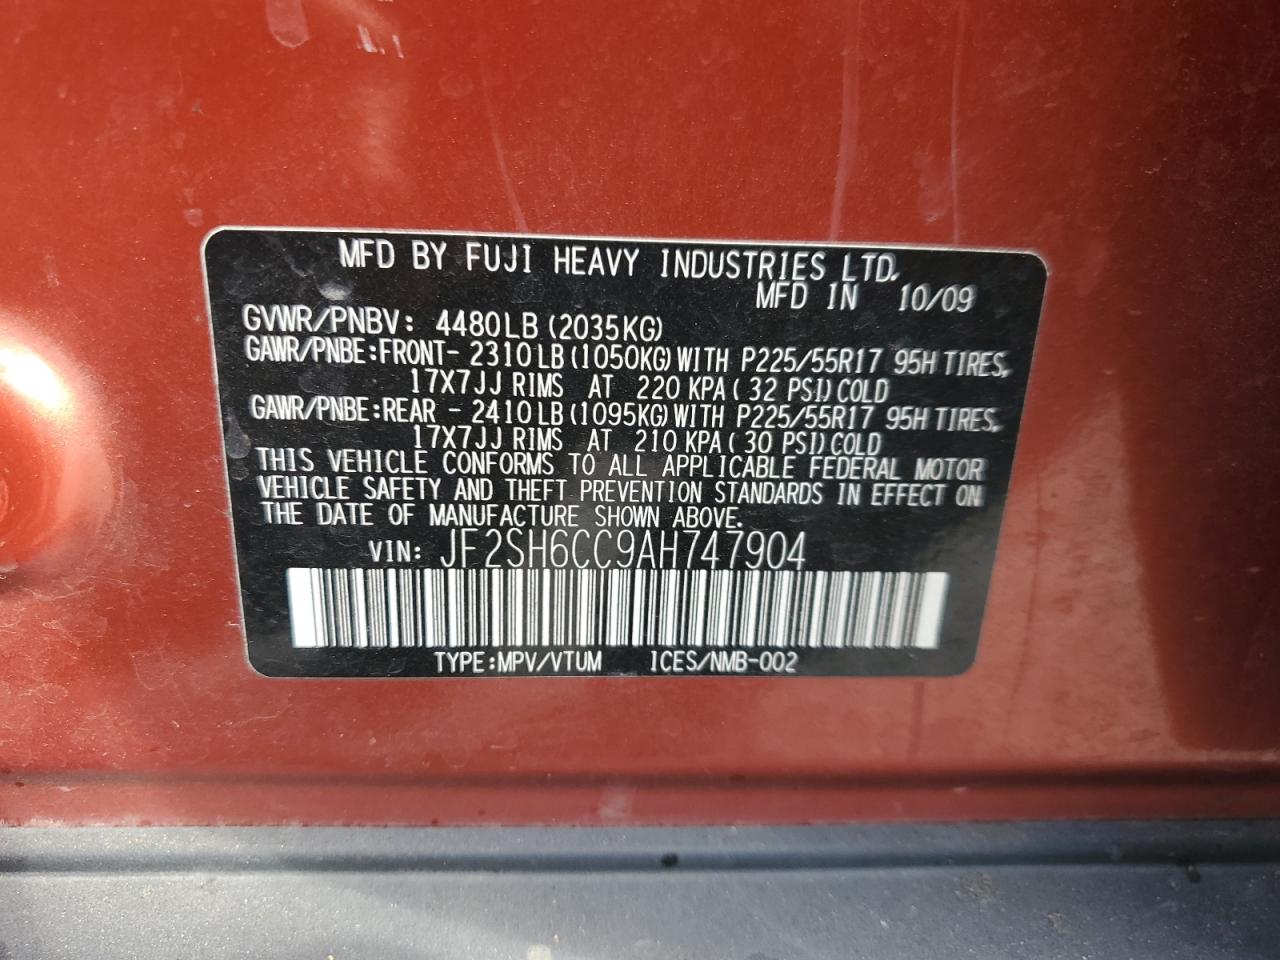 MFD BY FUJI HEAVY INDUSTRIES LTD.
MFD IN 10/09
GVWR/PNBV: 4480LB (2035KG)
GAWR/PNBE:FRONT- 2310LB (1050KG) WITH P225/55R17 95H TIRES,
17X7JJ RIMS AT 220 KPA ( 32 PSI) COLD
GAWR/PNBE:REAR - 2410LB (1095KG) WITH P225/55R17 95H TIRES,
17X7JJ RIMS AT 210 KPA ( 30 PSI) COLD
THIS VEHICLE CONFORMS TO ALL APPLICABLE FEDERAL MOTOR
VEHICLE SAFETY AND THEFT PREVENTION STANDARDS IN EFFECT ON
THE DATE OF MANUFACTURE SHOWN ABOVE.
VIN: JF2SH6CC9AH747904
TYPE:MPV/VTUM ICES/NMB-002